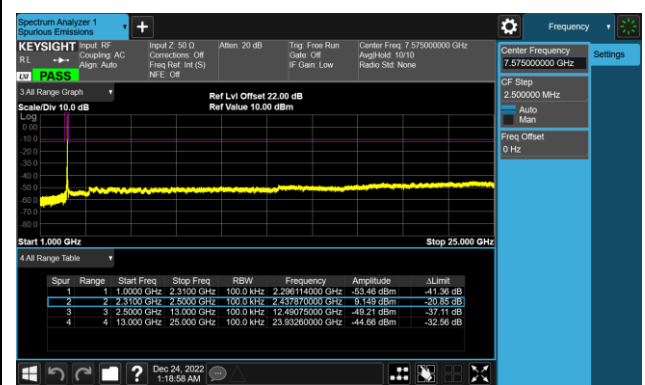 Spectrum Analyzer 1
Spurious Emissions
Frequency
KEYSIGHT
RL
Input: RF
Coupling: AC
Align: Auto
Input Z: 50 Ω
Corrections: Off
Freq Ref: Int (S)
NFE: Off
Atten: 20 dB
Trig: Free Run
Gate: Off
IF Gain: Low
Center Freq: 7.575000000 GHz
Avg|Hold: 10/10
Radio Std: None
LXI PASS
Center Frequency
7.575000000 GHz
Settings
CF Step
2.500000 MHz
Auto
Man
Freq Offset
0 Hz
3 All Range Graph
Scale/Div 10.0 dB
Ref Lvl Offset 22.00 dB
Ref Value 10.00 dBm
Log
0.00
-10.0
-20.0
-30.0
-40.0
-50.0
-60.0
-70.0
-80.0
Start 1.000 GHz Stop 25.000 GHz
4 All Range Table
Spur Range Start Freq Stop Freq RBW Frequency Amplitude ΔLimit
1 1 1.0000 GHz 2.3100 GHz 100.0 kHz 2.296114000 GHz -53.46 dBm -41.36 dB
2 2 2.3100 GHz 2.5000 GHz 100.0 kHz 2.437870000 GHz 9.149 dBm -20.85 dB
3 3 2.5000 GHz 13.000 GHz 100.0 kHz 12.49075000 GHz -49.21 dBm -37.11 dB
4 4 13.000 GHz 25.000 GHz 100.0 kHz 23.93260000 GHz -44.66 dBm -32.56 dB
Dec 24, 2022
1:18:58 AM